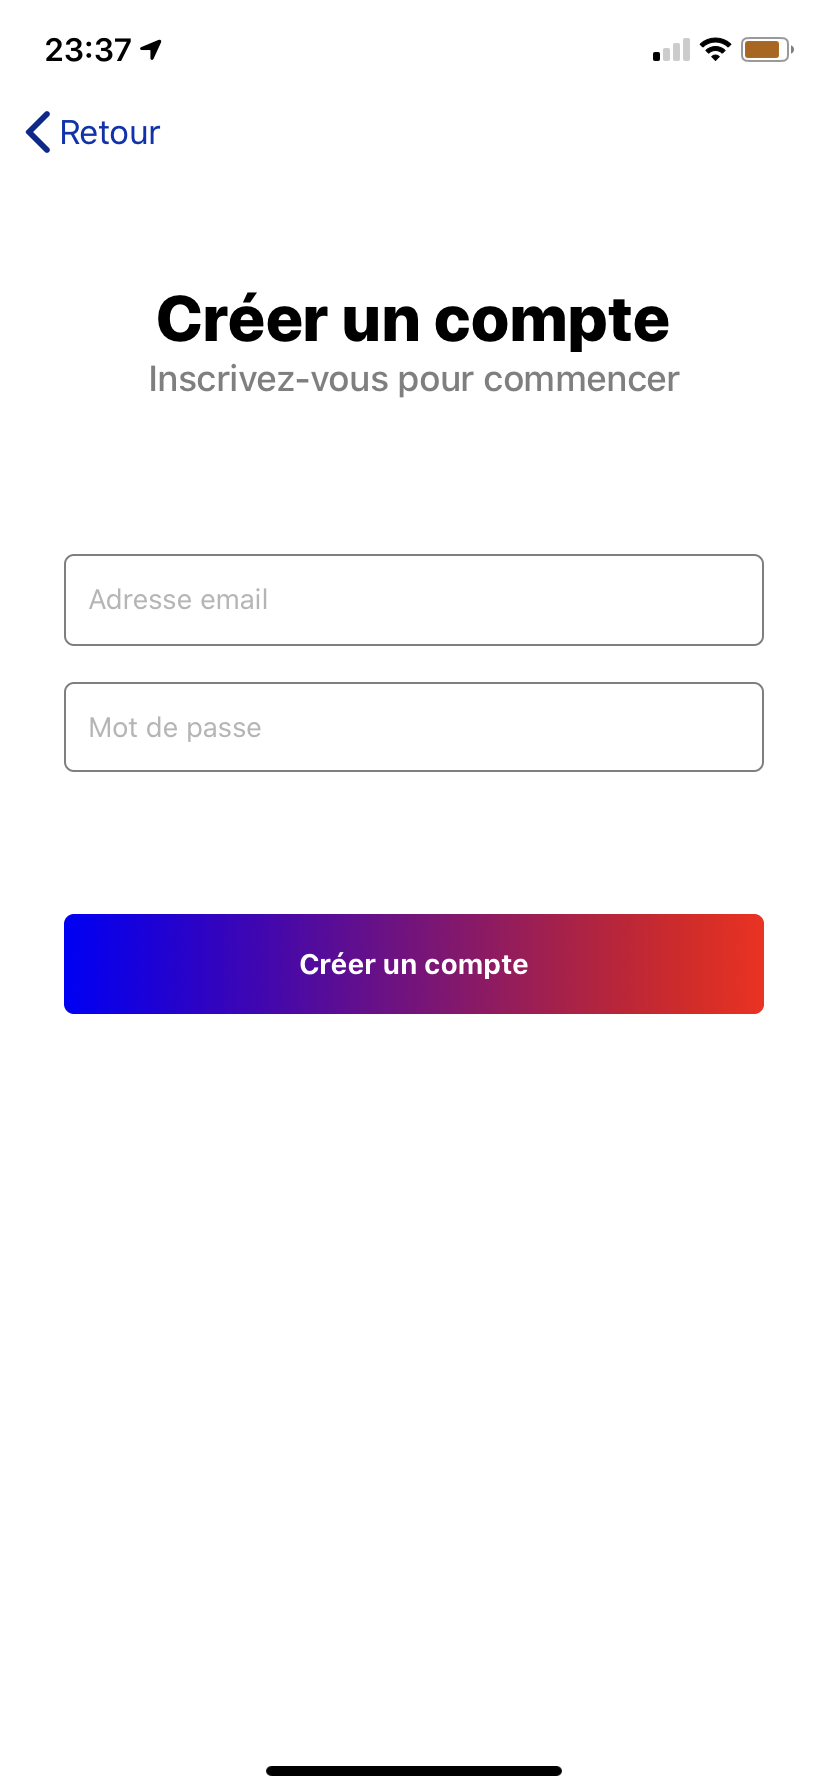 23:37
Retour
Créer un compte
Inscrivez-vous pour commencer
Adresse email
Mot de passe
Créer un compte